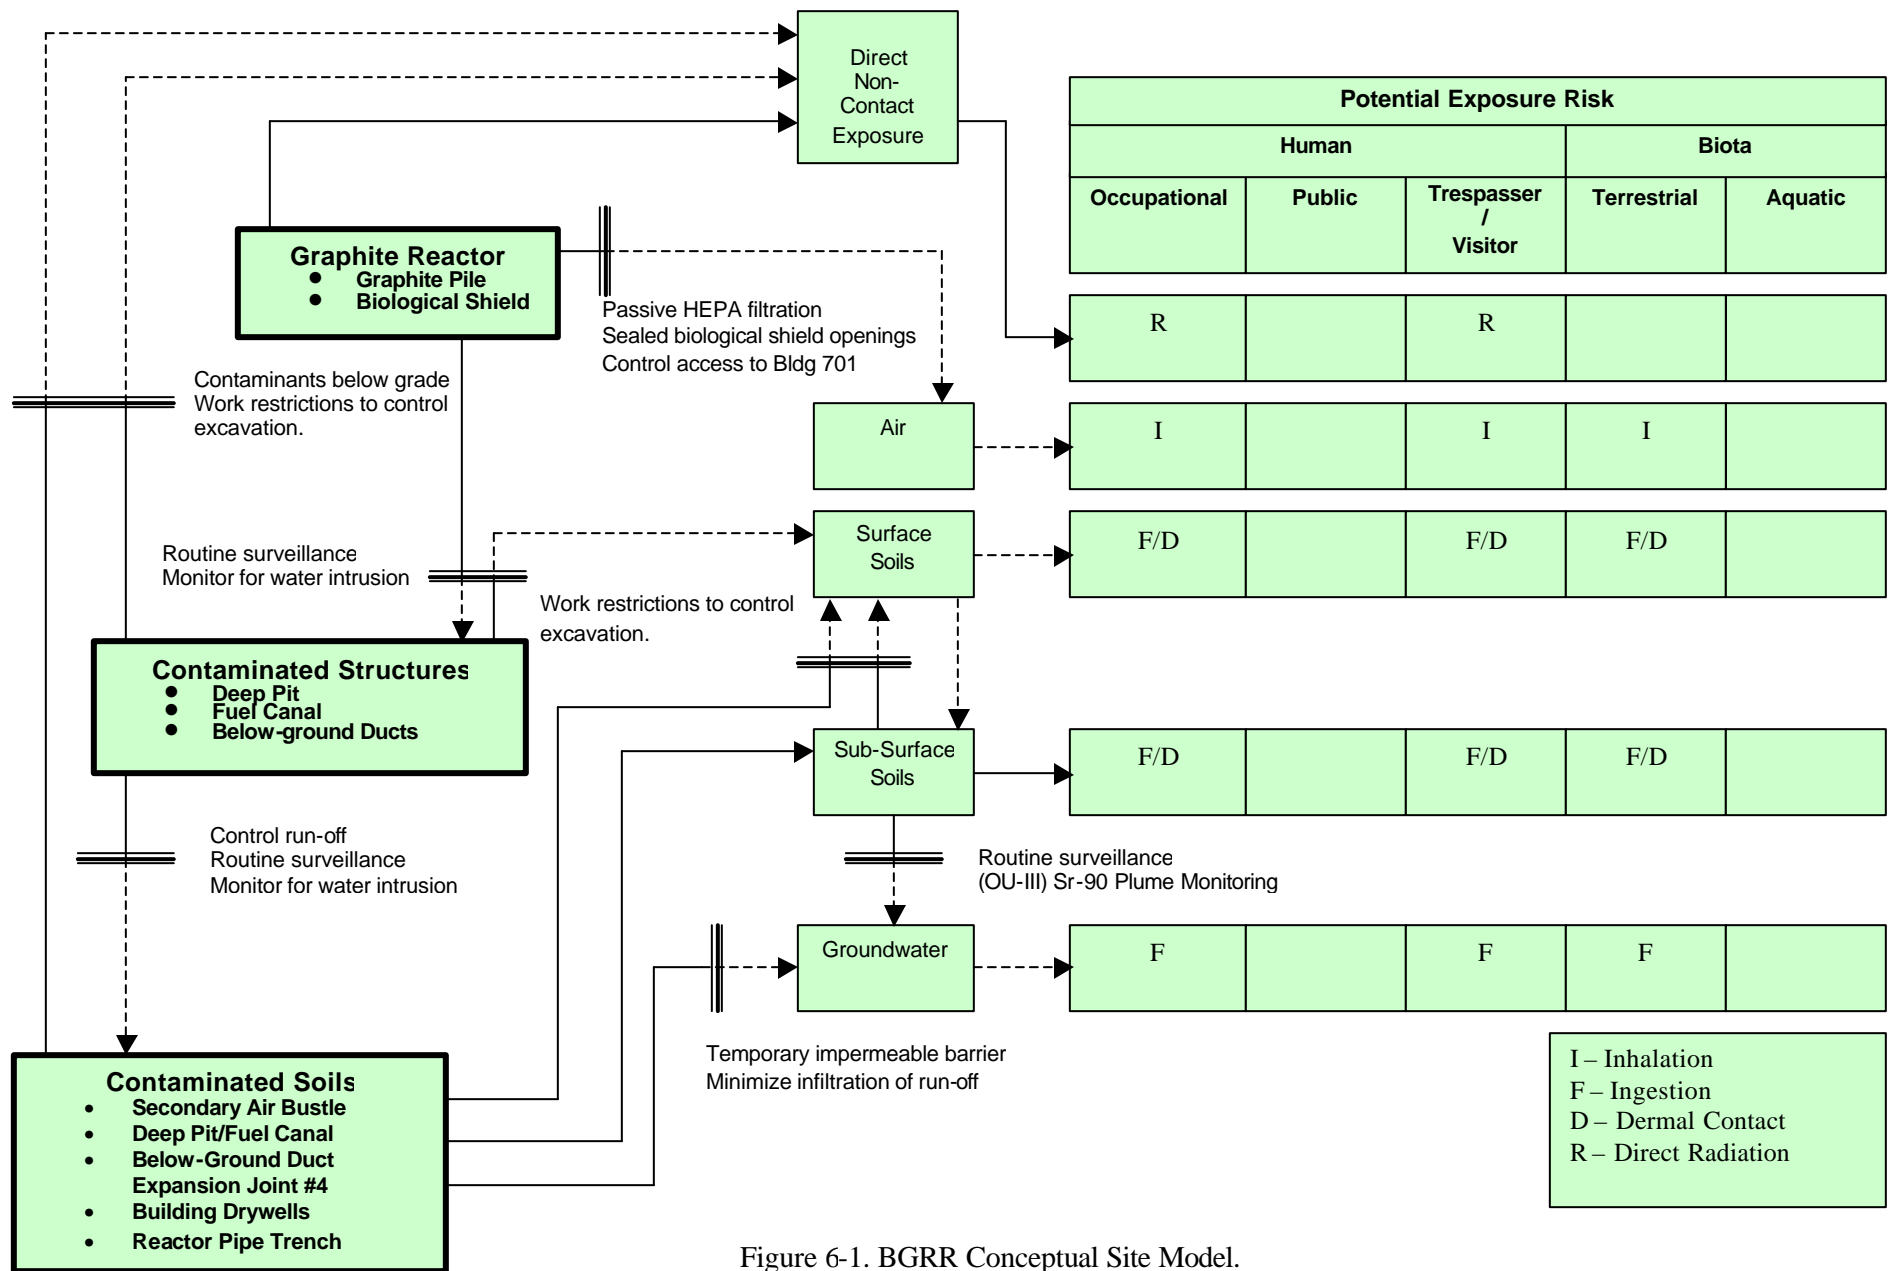 Direct
Non-
Contact
Exposure
Potential Exposure Risk
Human Biota
Occupational Public Trespasser / Visitor Terrestrial Aquatic
Graphite Reactor
● Graphite Pile
● Biological Shield
Passive HEPA filtration
Sealed biological shield openings
Control access to Bldg 701
R R
Contaminants below grade
Work restrictions to control
excavation.
Air
I I I
Surface
Soils
F/D F/D F/D
Routine surveillance
Monitor for water intrusion
Work restrictions to control
excavation.
Contaminated Structures
● Deep Pit
● Fuel Canal
● Below-ground Ducts
Sub-Surface
Soils
F/D F/D F/D
Control run-off
Routine surveillance
Monitor for water intrusion
Routine surveillance
(OU-III) Sr-90 Plume Monitoring
Groundwater
F F F
Temporary impermeable barrier
Minimize infiltration of run-off
Contaminated Soils
• Secondary Air Bustle
• Deep Pit/Fuel Canal
• Below-Ground Duct
Expansion Joint #4
• Building Drywells
• Reactor Pipe Trench
I – Inhalation
F – Ingestion
D – Dermal Contact
R – Direct Radiation
Figure 6-1. BGRR Conceptual Site Model.